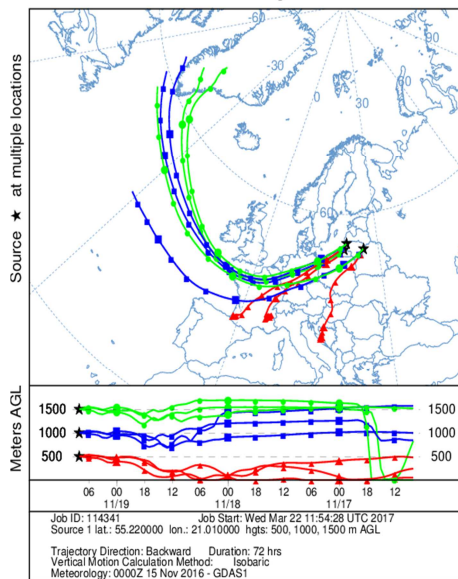 -60
90
-30
0
30
60
30
60
Source ★ at multiple locations
Meters AGL
1500 1500
1000 1000
500 500
06 00 18 12 06 00 18 12 06 00 18 12
11/19 11/18 11/17
Job ID: 114341 Job Start: Wed Mar 22 11:54:28 UTC 2017
Source 1 lat.: 55.220000 lon.: 21.010000 hgts: 500, 1000, 1500 m AGL
Trajectory Direction: Backward Duration: 72 hrs
Vertical Motion Calculation Method: Isobaric
Meteorology: 0000Z 15 Nov 2016 - GDAS1